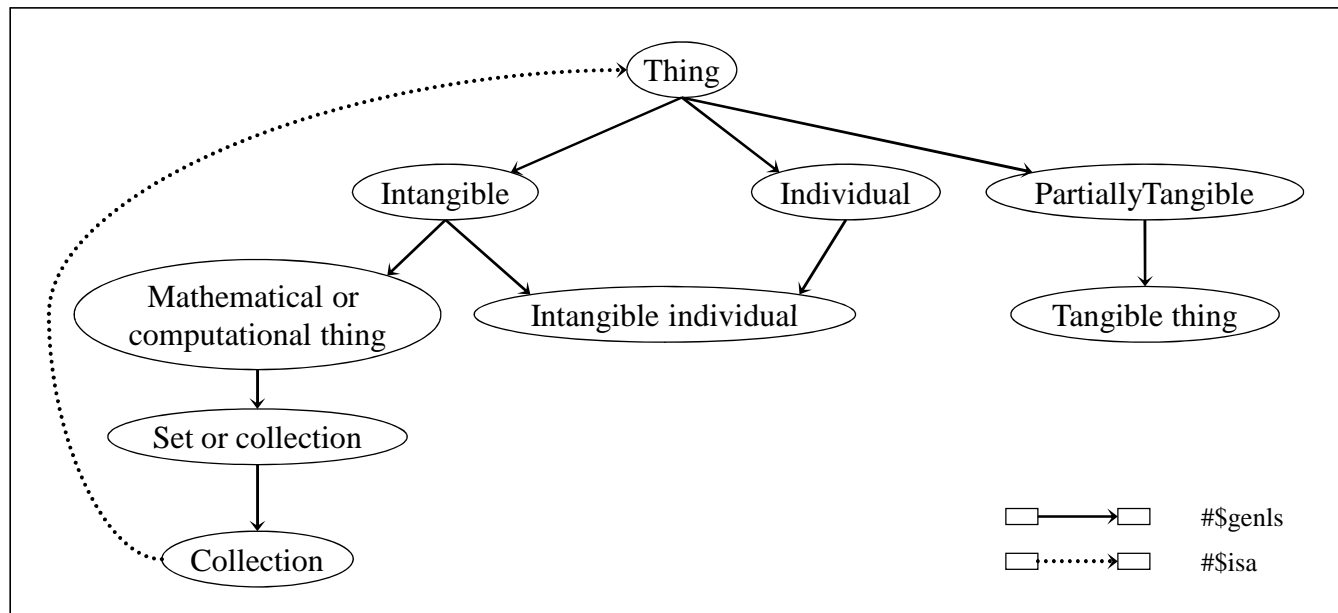 Thing
Intangible
Individual
PartiallyTangible
Mathematical or
computational thing
Intangible individual
Tangible thing
Set or collection
Collection
#$genls
#$isa